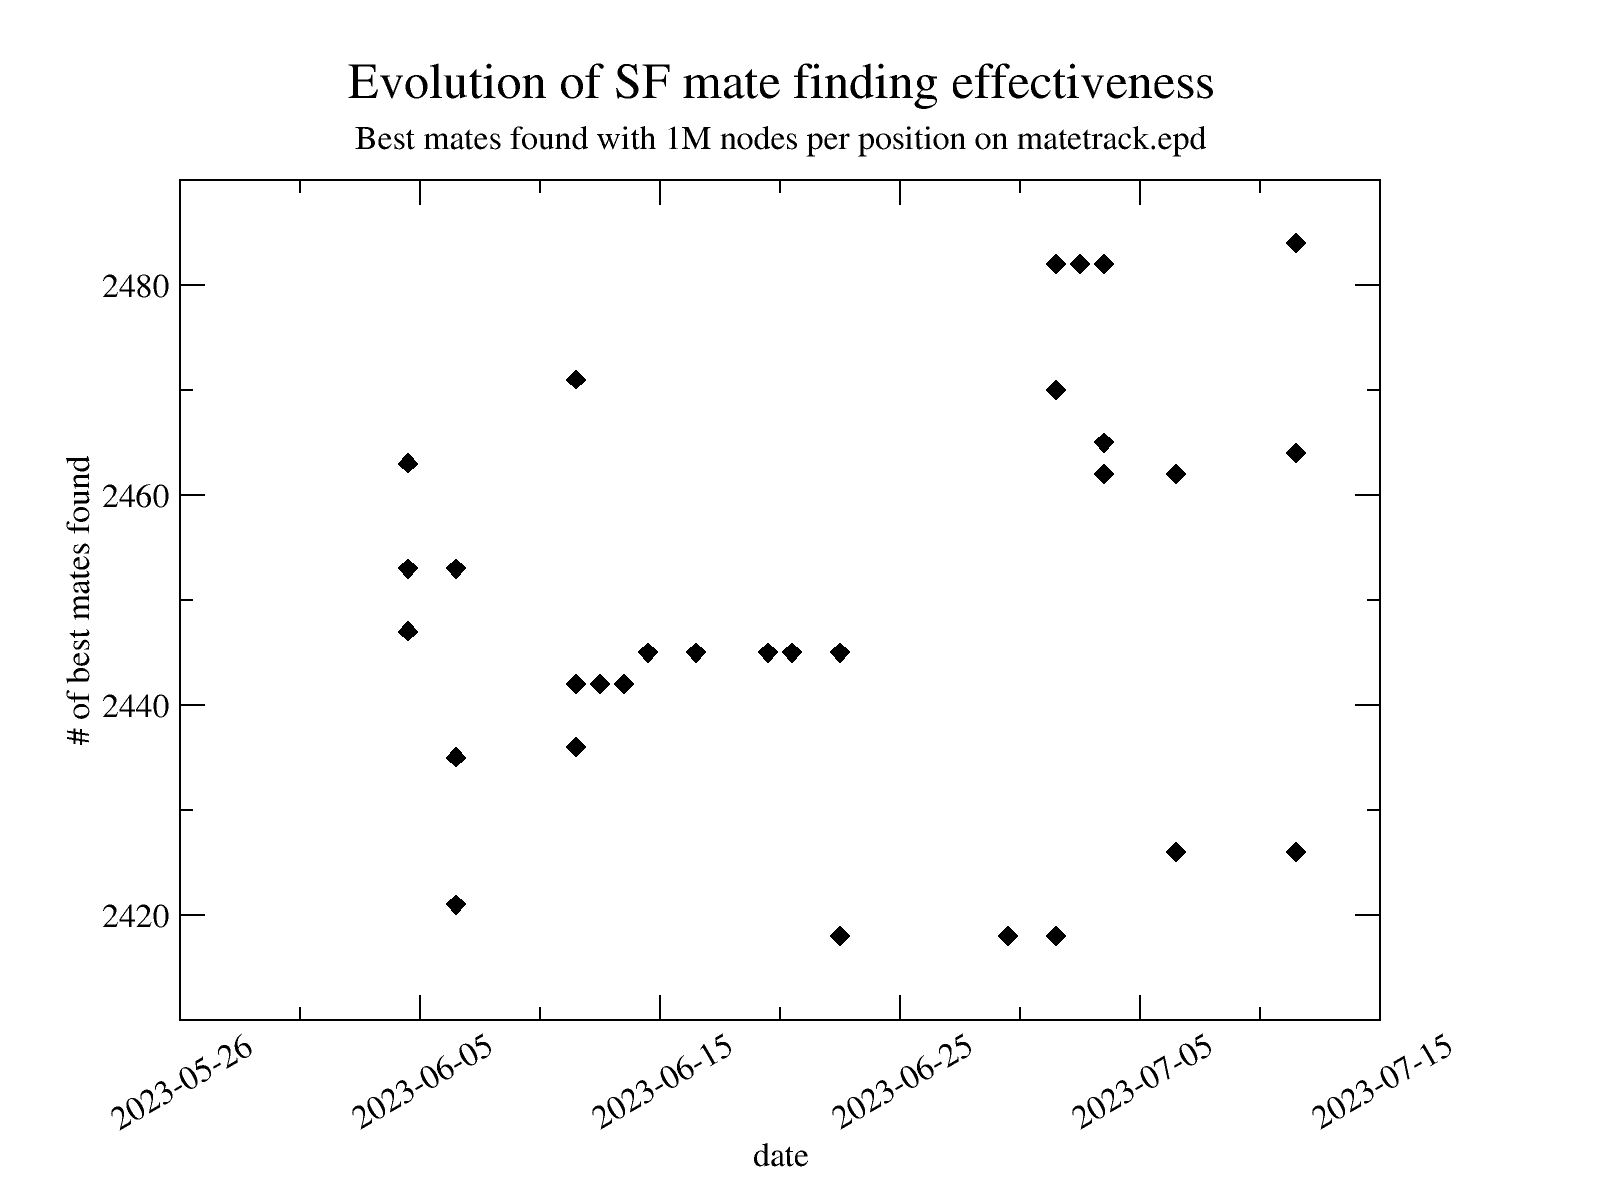 Evolution of SF mate finding effectiveness
Best mates found with 1M nodes per position on matetrack.epd
# of best mates found
2480
2460
2440
2420
2023-05-26
2023-06-05
2023-06-15
2023-06-25
2023-07-05
2023-07-15
date